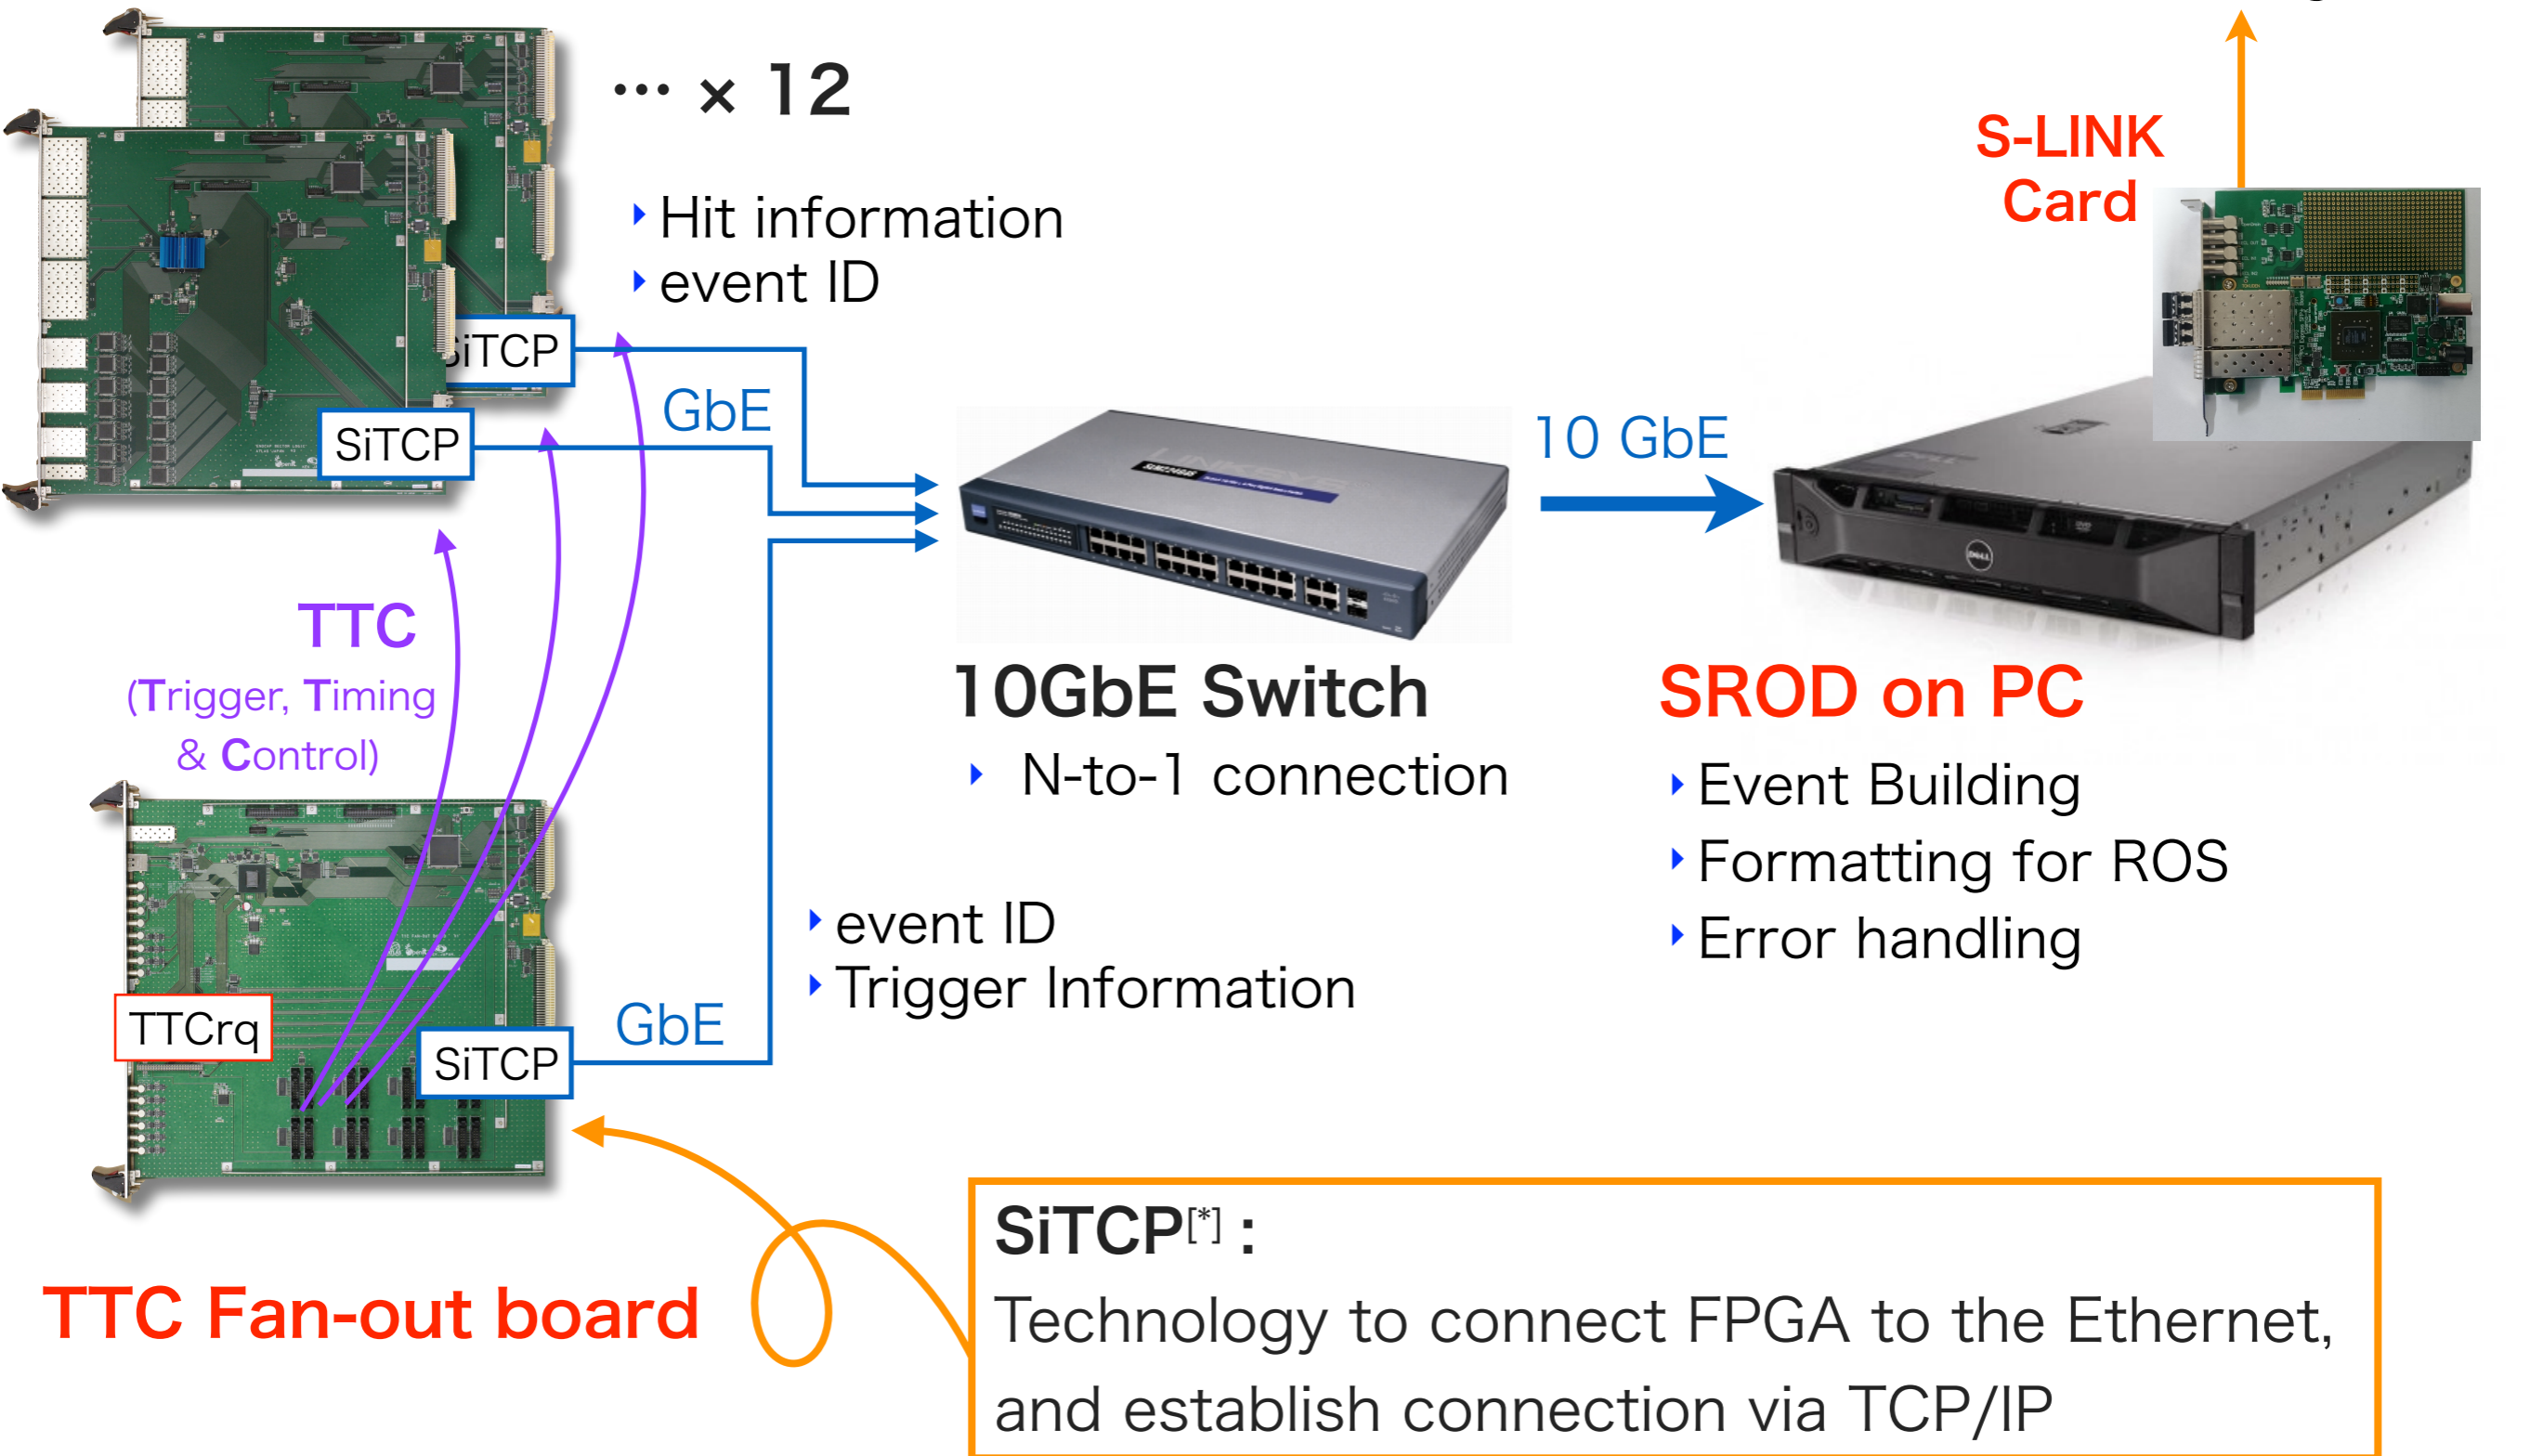 … × 12
S-LINK
Card
Hit information
event ID
SiTCP
GbE
SiTCP
10 GbE
TTC
(Trigger, Timing
& Control)
10GbE Switch
N-to-1 connection
SROD on PC
Event Building
Formatting for ROS
Error handling
event ID
Trigger Information
TTCrq
GbE
SiTCP
TTC Fan-out board
SiTCP[*] :
Technology to connect FPGA to the Ethernet,
and establish connection via TCP/IP
DELL